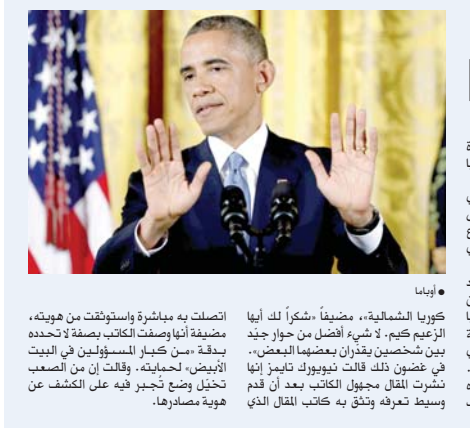 ● أوباما
كوريا الشمالية»، مضيفاً «شكراً لك أيها
الزعيم كيم. لا شيء أفضل من حوار جيّد
بين شخصين يقدّران بعضهما البعض».
في غضون ذلك قالت نيويورك تايمز إنها
نشرت المقال مجهول الكاتب بعد أن قدم
وسيط تعرفه وتثق به كاتب المقال الذي
اتصلت به مباشرة واستوثقت من هويته،
مضيفة أنها وصفت الكاتب بصفة لا تحدده
بدقة «من كبار المسؤولين في البيت
الأبيض» لحمايته. وقالت إن من الصعب
تخيّل وضع تُجبر فيه على الكشف عن
هوية مصادرها.